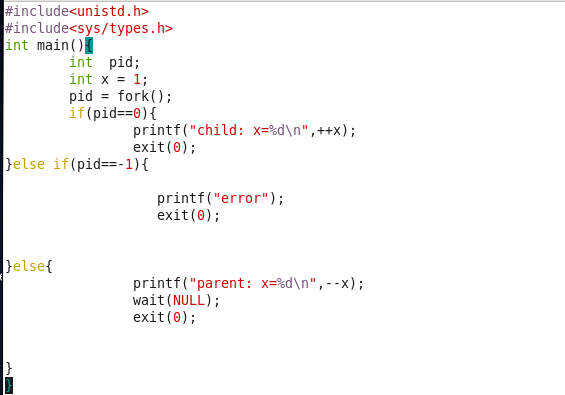 #include<unistd.h>
#include<sys/types.h>
int main(){
int  pid;
int x = 1;
pid = fork();
if(pid==0){
printf("child: x=%d\n",++x);
exit(0);
}else if(pid==-1){
printf("error");
exit(0);
}else{
printf("parent: x=%d\n",--x);
wait(NULL);
exit(0);
}
}